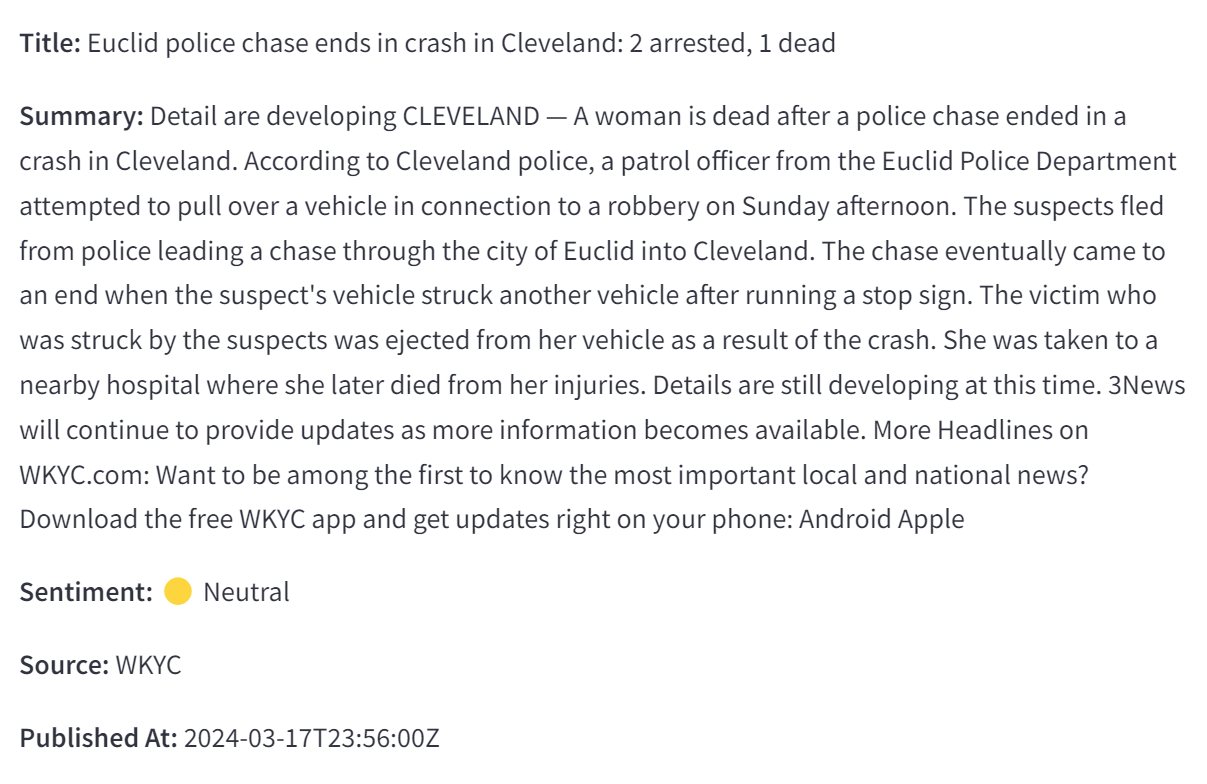 Title: Euclid police chase ends in crash in Cleveland: 2 arrested, 1 dead
Summary: Detail are developing CLEVELAND — A woman is dead after a police chase ended in a
crash in Cleveland. According to Cleveland police, a patrol officer from the Euclid Police Department
attempted to pull over a vehicle in connection to a robbery on Sunday afternoon. The suspects fled
from police leading a chase through the city of Euclid into Cleveland. The chase eventually came to
an end when the suspect's vehicle struck another vehicle after running a stop sign. The victim who
was struck by the suspects was ejected from her vehicle as a result of the crash. She was taken to a
nearby hospital where she later died from her injuries. Details are still developing at this time. 3News
will continue to provide updates as more information becomes available. More Headlines on
WKYC.com: Want to be among the first to know the most important local and national news?
Download the free WKYC app and get updates right on your phone: Android Apple
Sentiment: Neutral
Source: WKYC
Published At: 2024-03-17T23:56:00Z